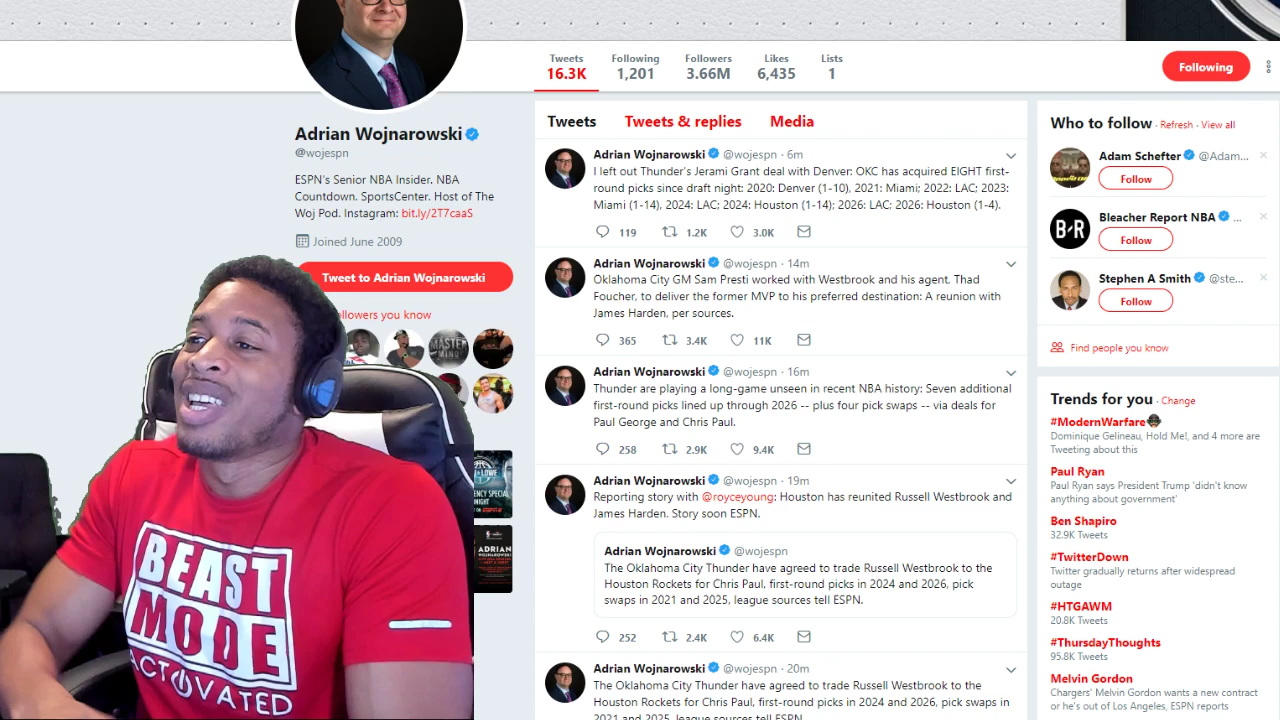 Tweets
16.3K
Following
1,201
Followers
3.66M
Likes
6,435
Lists
1
Following
Adrian Wojnarowski
@wojespn
ESPN's Senior NBA Insider. NBA
Countdown. SportsCenter. Host of The
Woj Pod. Instagram: bit.ly/2T7caaS
Joined June 2009
Tweet to Adrian Wojnarowski
ollowers you know
MASTER
MIND
LOWE
ENCY SPECIAL
ADRIAN
WOJNAROWSKI
BEAST
MODE
ACTIVATED
Tweets Tweets & replies Media
Adrian Wojnarowski @wojespn · 6m
I left out Thunder's Jerami Grant deal with Denver: OKC has acquired EIGHT first-
round picks since draft night: 2020: Denver (1-10). 2021: Miami; 2022: LAC; 2023:
Miami (1-14), 2024: LAC; 2024: Houston (1-14); 2026: LAC; 2026: Houston (1-4).
119 1.2K 3.0K
Adrian Wojnarowski @wojespn · 14m
Oklahoma City GM Sam Presti worked with Westbrook and his agent. Thad
Foucher, to deliver the former MVP to his preferred destination: A reunion with
James Harden, per sources.
365 3.4K 11K
Adrian Wojnarowski @wojespn · 16m
Thunder are playing a long-game unseen in recent NBA history: Seven additional
first-round picks lined up through 2026 -- plus four pick swaps -- via deals for
Paul George and Chris Paul.
258 2.9K 9.4K
Adrian Wojnarowski @wojespn · 19m
Reporting story with @royceyoung: Houston has reunited Russell Westbrook and
James Harden. Story soon ESPN.
Adrian Wojnarowski @wojespn
The Oklahoma City Thunder have agreed to trade Russell Westbrook to the
Houston Rockets for Chris Paul, first-round picks in 2024 and 2026, pick
swaps in 2021 and 2025, league sources tell ESPN.
252 2.4K 6.4K
Adrian Wojnarowski @wojespn · 20m
The Oklahoma City Thunder have agreed to trade Russell Westbrook to the
Houston Rockets for Chris Paul, first-round picks in 2024 and 2026, pick
swaps in 2021 and 2025, league sources tell ESPN.
Who to follow · Refresh · View all
Adam Schefter @Adam...
Follow
B/R
Bleacher Report NBA ...
Follow
Stephen A Smith @ste...
Follow
Find people you know
Trends for you · Change
#ModernWarfare
Dominique Gelineau, Hold Me!, and 4 more are
Tweeting about this
Paul Ryan
Paul Ryan says President Trump 'didn't know
anything about government'
Ben Shapiro
32.9K Tweets
#TwitterDown
Twitter gradually returns after widespread
outage
#HTGAWM
20.8K Tweets
#ThursdayThoughts
95.8K Tweets
Melvin Gordon
Chargers' Melvin Gordon wants a new contract
or he's out of Los Angeles, ESPN reports